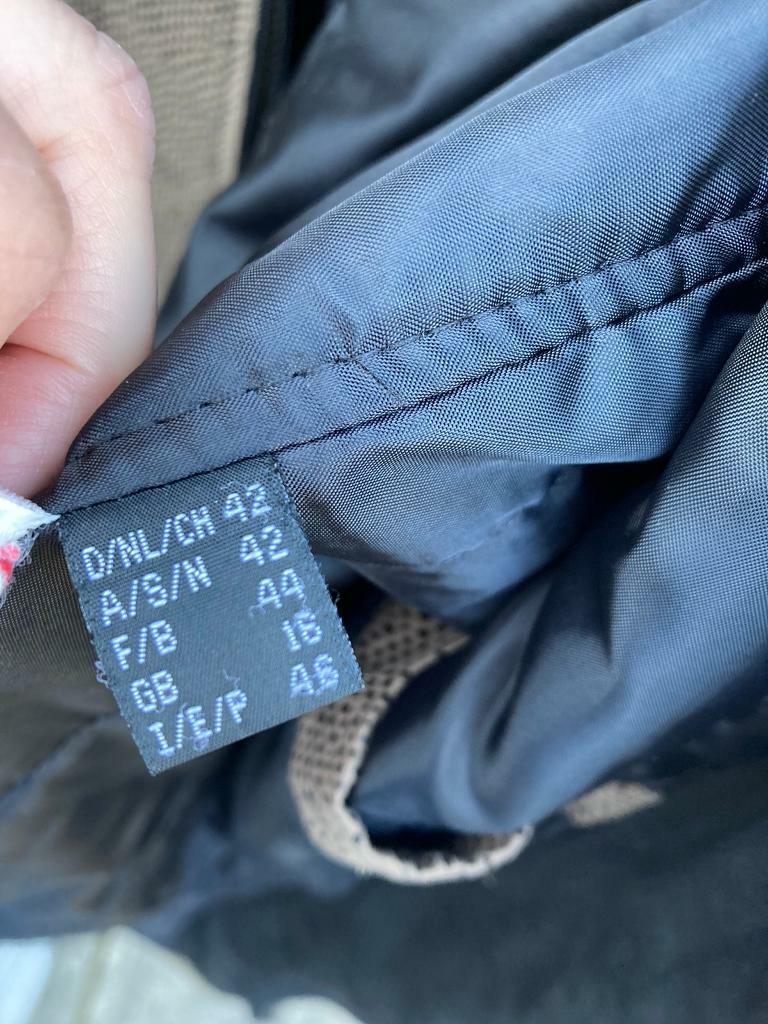 D/NL/CH 42
A/S/N 42
F/B 44
GB 16
I/E/P 46